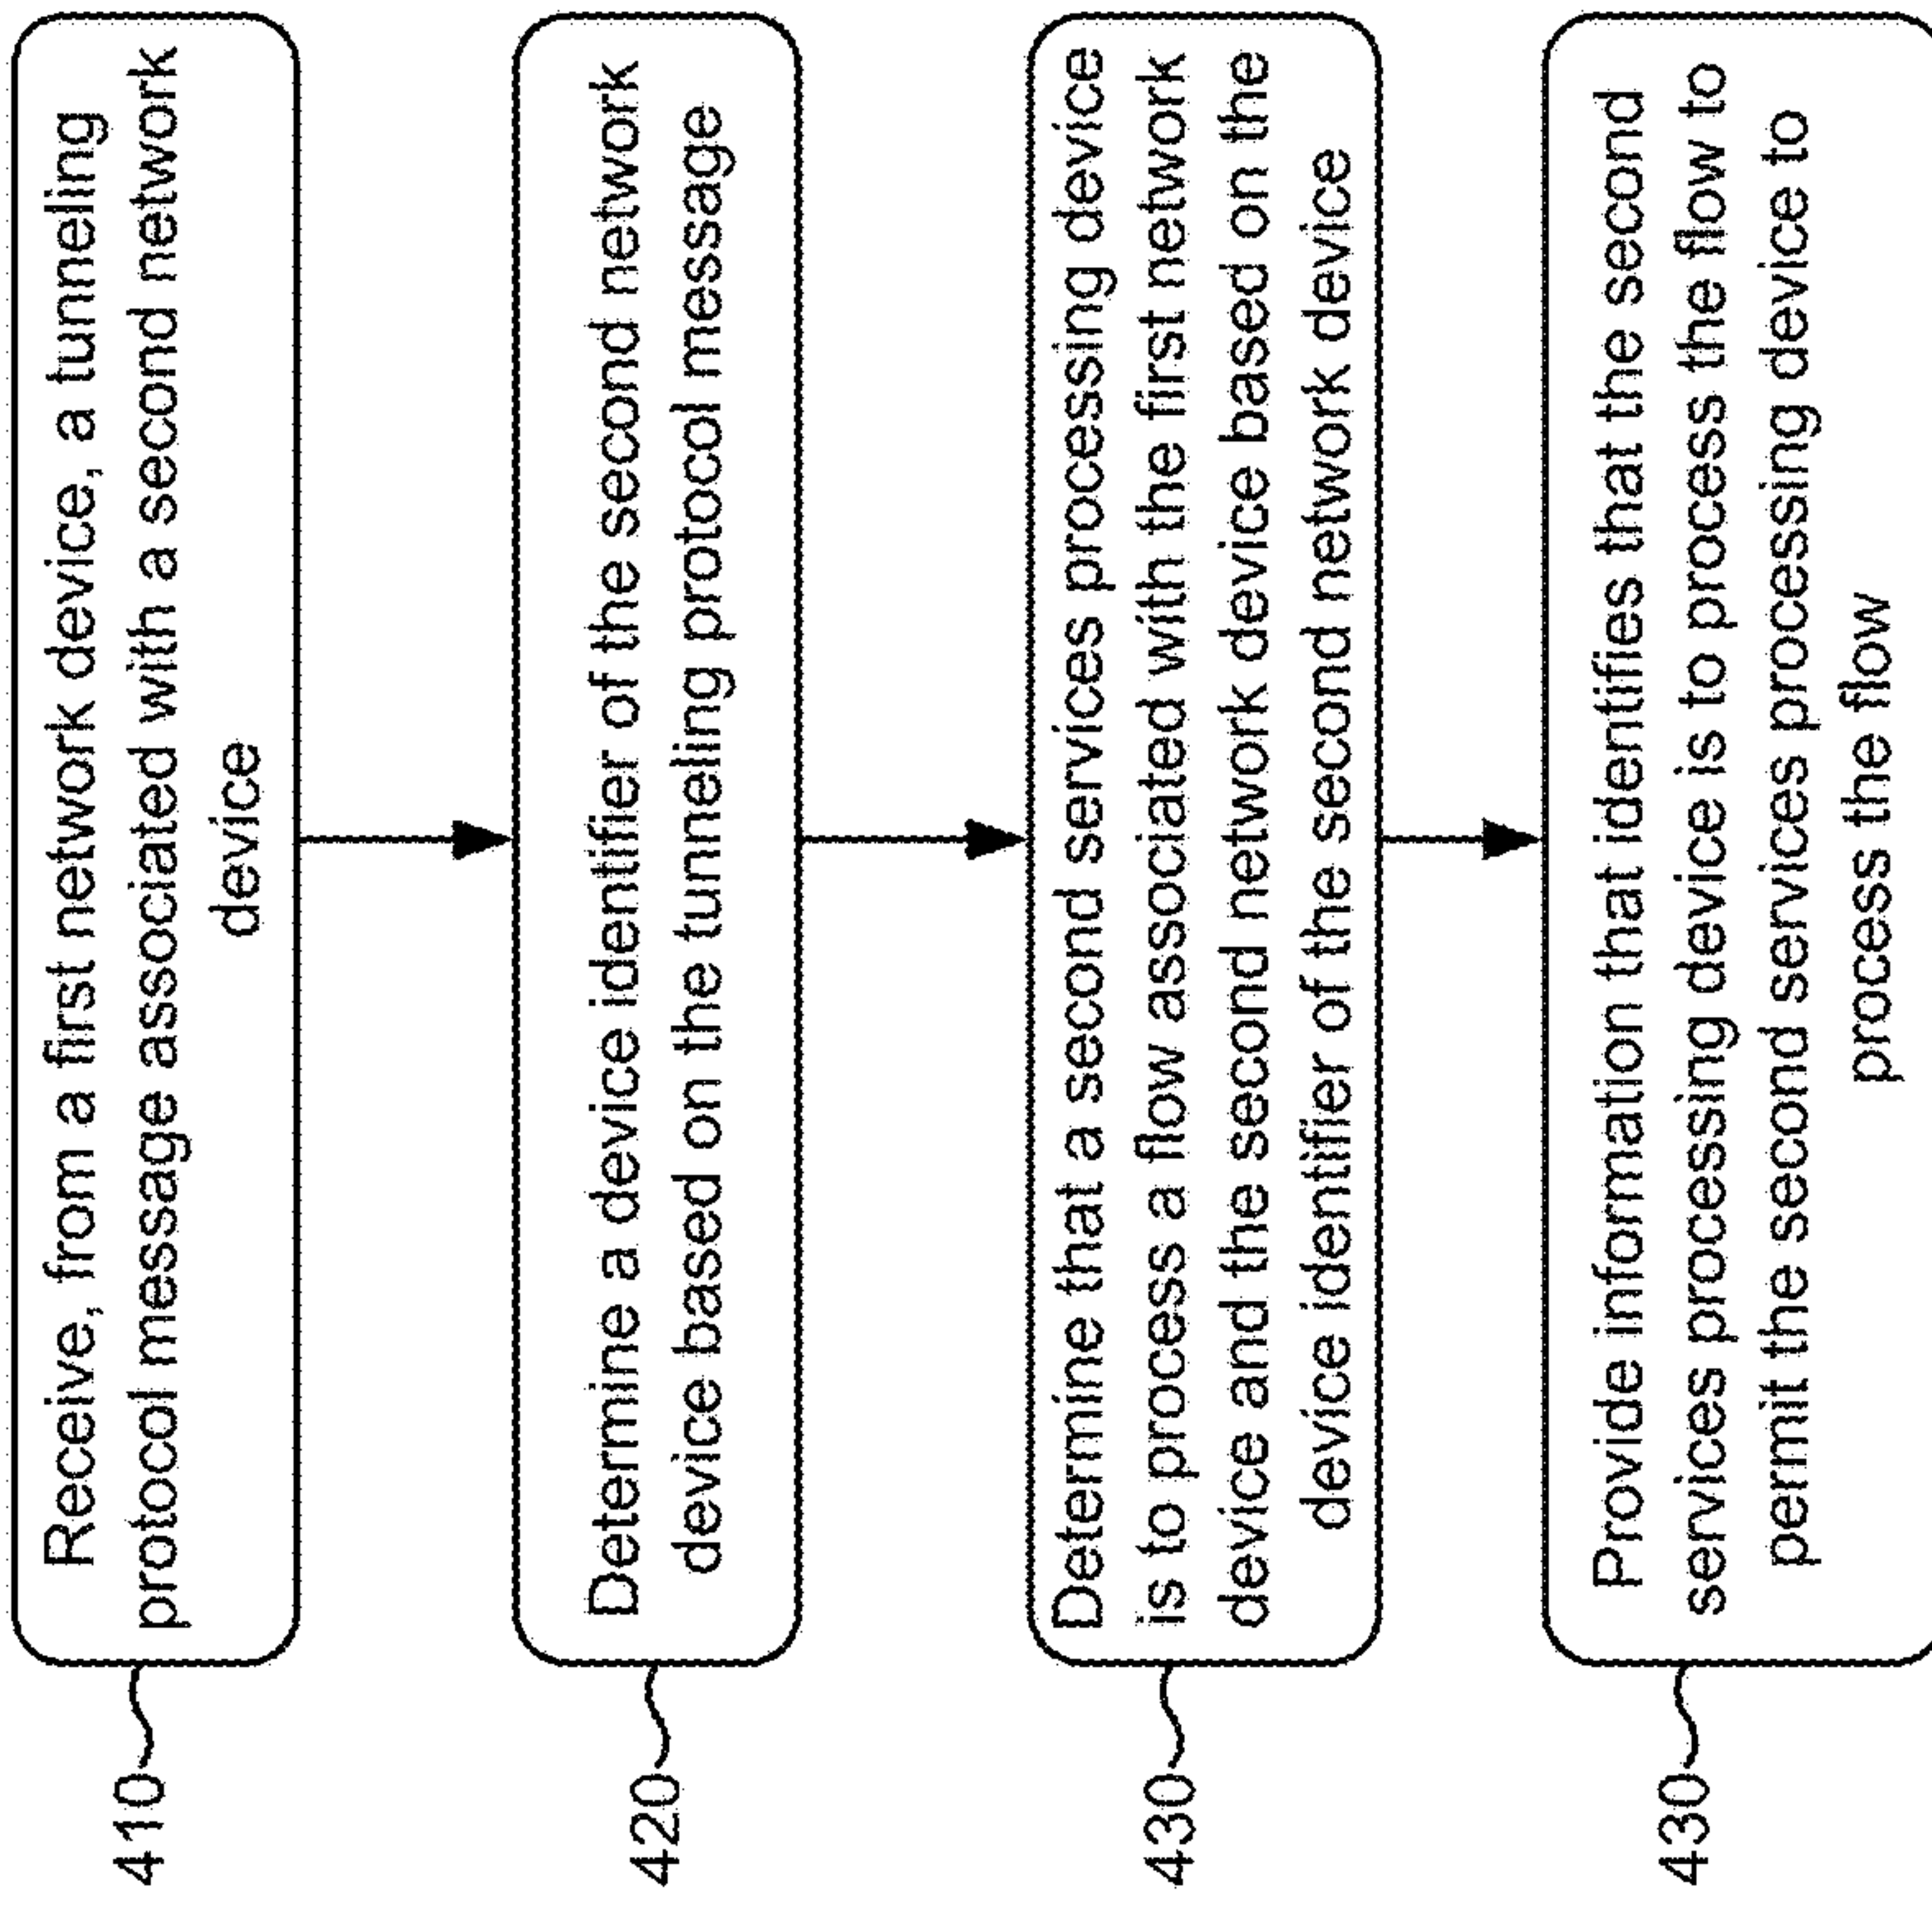 410
Receive, from a first network device, a tunneling
protocol message associated with a second network
device
420
Determine a device identifier of the second network
device based on the tunneling protocol message
430
Determine that a second services processing device
is to process a flow associated with the first network
device and the second network device based on the
device identifier of the second network device
430
Provide information that identifies that the second
services processing device is to process the flow to
permit the second services processing device to
process the flow